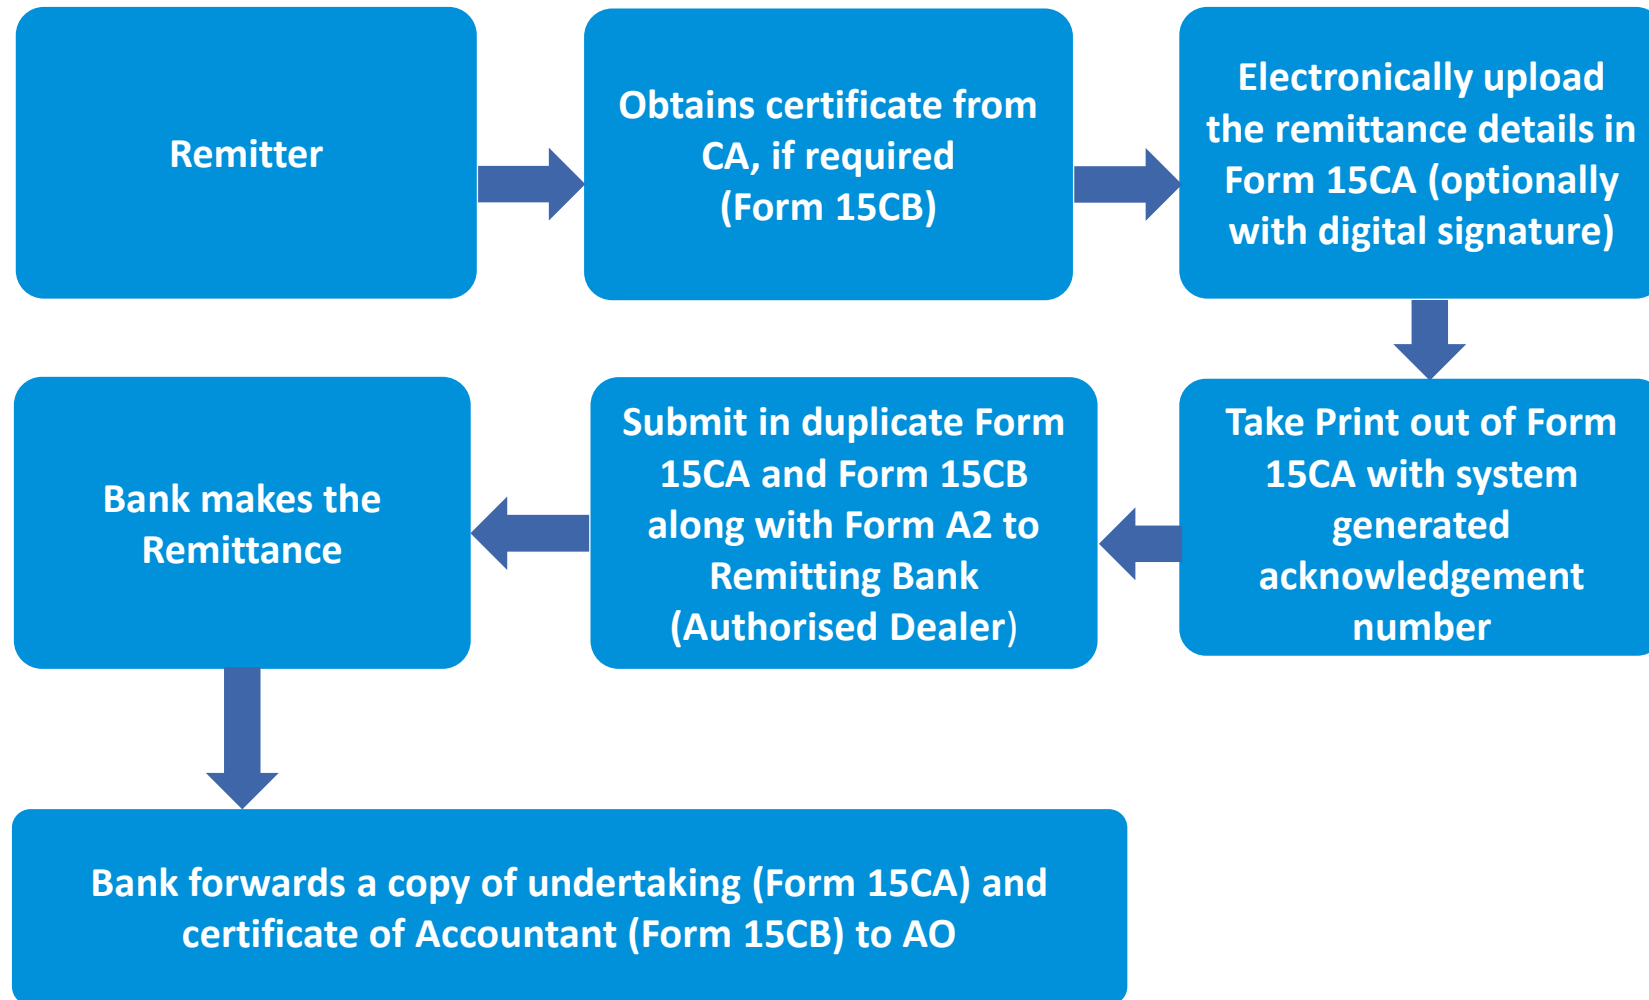 Remitter
Obtains certificate from
CA, if required
(Form 15CB)
Electronically upload
the remittance details in
Form 15CA (optionally
with digital signature)
Take Print out of Form
15CA with system
generated
acknowledgement
number
Submit in duplicate Form
15CA and Form 15CB
along with Form A2 to
Remitting Bank
(Authorised Dealer)
Bank makes the
Remittance
Bank forwards a copy of undertaking (Form 15CA) and
certificate of Accountant (Form 15CB) to AO